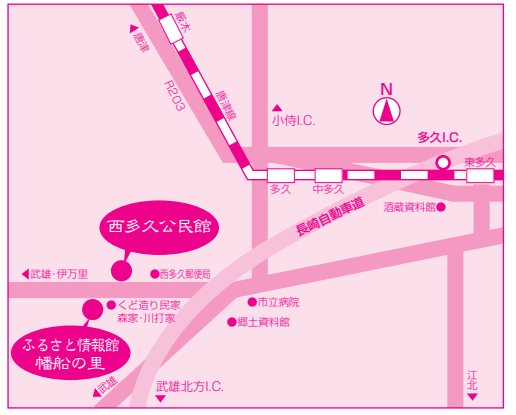 厳木
唐津
唐津線
R203
N
小侍I.C.
多久I.C.
東多久
多久
中多久
酒蔵資料館
長崎自動車道
西多久公民館
武雄・伊万里
西多久郵便局
くど造り民家
森家・川打家
市立病院
郷土資料館
ふるさと情報館
幡船の里
武雄
武雄北方I.C.
江北